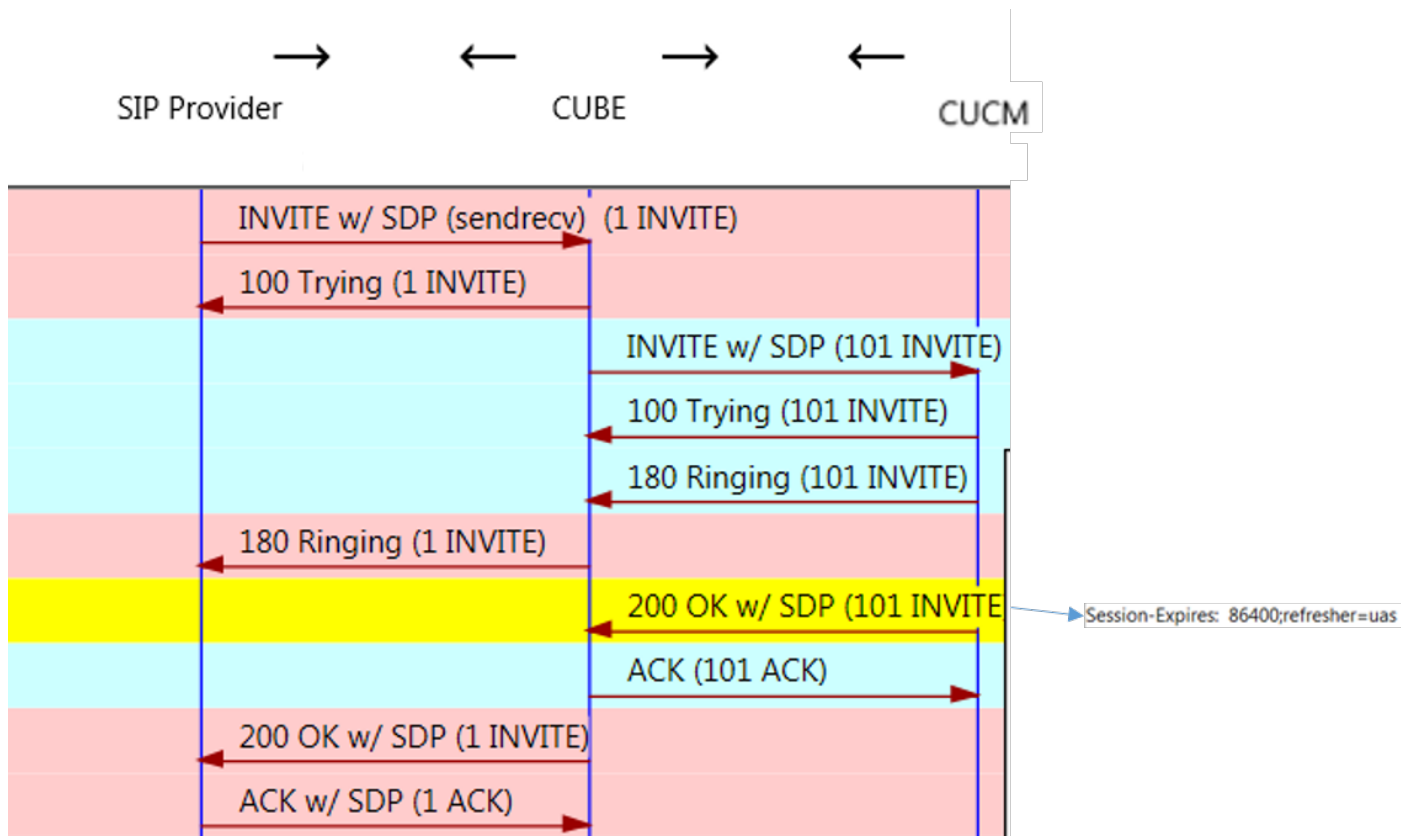 SIP Provider CUBE CUCM
INVITE w/ SDP (sendrecv) (1 INVITE)
100 Trying (1 INVITE)
INVITE w/ SDP (101 INVITE)
100 Trying (101 INVITE)
180 Ringing (101 INVITE)
180 Ringing (1 INVITE)
200 OK w/ SDP (101 INVITE
Session-Expires: 86400;refresher=uas
ACK (101 ACK)
200 OK w/ SDP (1 INVITE)
ACK w/ SDP (1 ACK)